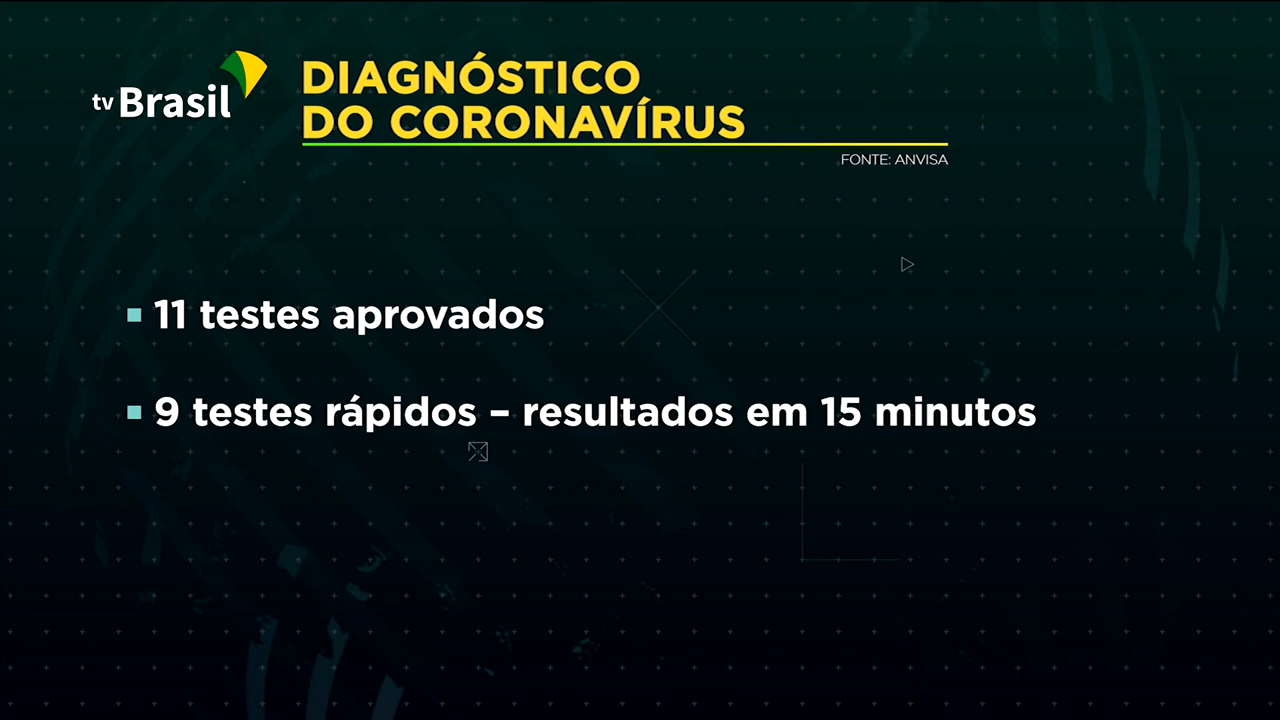 tv Brasil
DIAGNÓSTICO
DO CORONAVÍRUS
FONTE: ANVISA
11 testes aprovados
9 testes rápidos – resultados em 15 minutos